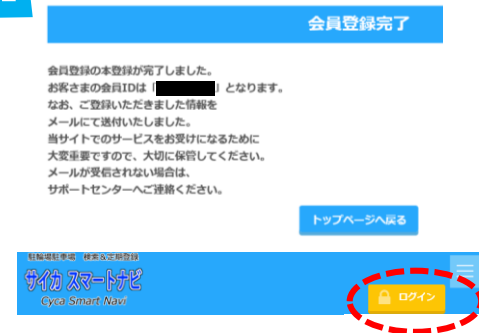 会員登録完了
会員登録の本登録が完了しました。
お客さまの会員IDは「 」となります。
なお、ご登録いただきました情報を
メールにて送付いたしました。
当サイトでのサービスをお受けになるために
大変重要ですので、大切に保管してください。
メールが受信されない場合は、
サポートセンターへご連絡ください。
トップページへ戻る
駐輪場駐車場 検索&定期登録
サイカ スマートナビ
Cyca Smart Navi
ログイン